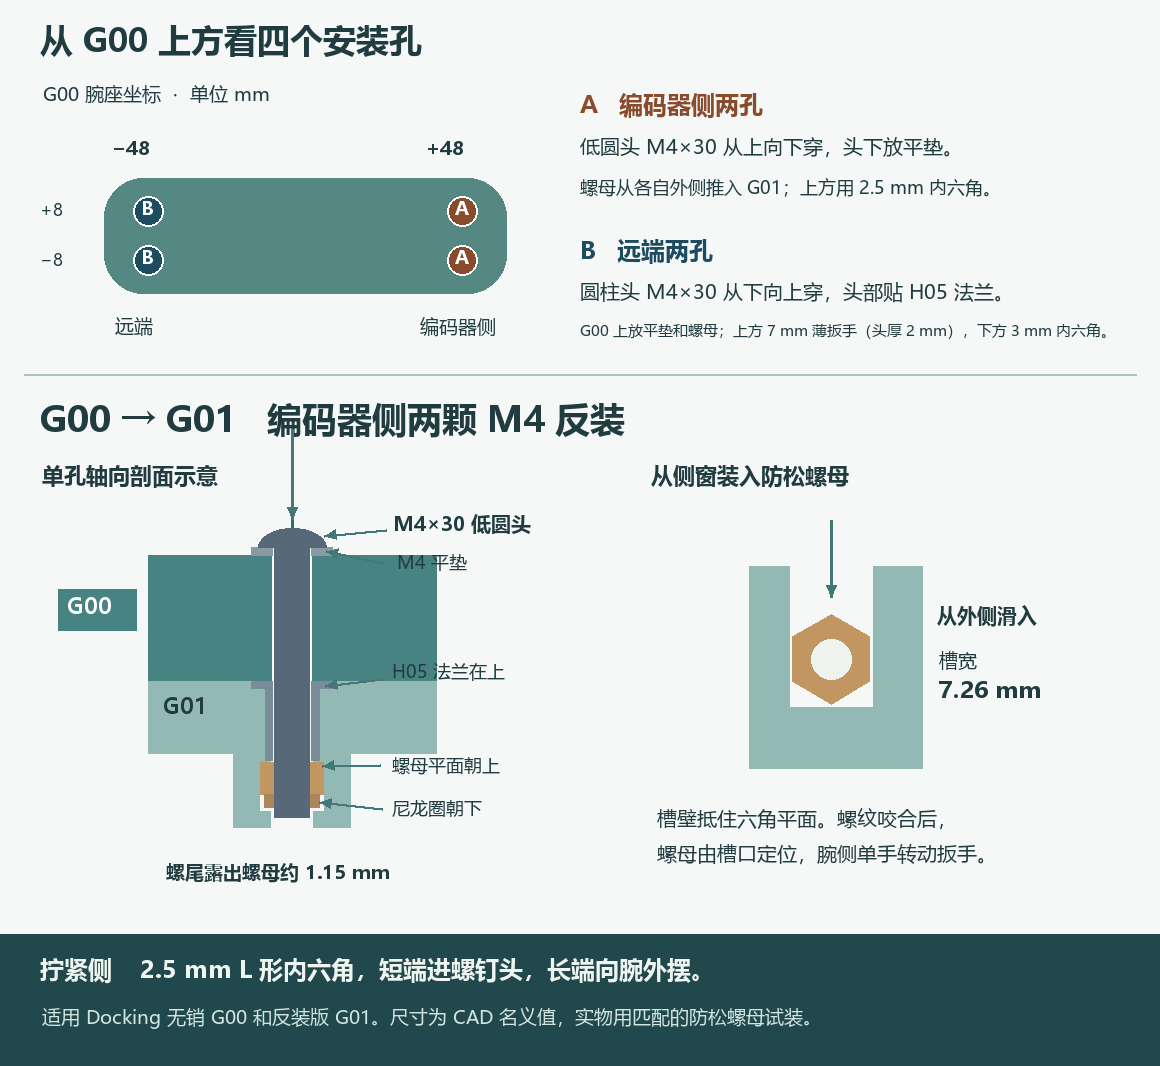 从 G00 上方看四个安装孔
G00 腕座坐标 · 单位 mm
−48
+48
+8
−8
B
A
B
A
远端
编码器侧
A 编码器侧两孔
低圆头 M4×30 从上向下穿，头下放平垫。
螺母从各自外侧推入 G01；上方用 2.5 mm 内六角。
B 远端两孔
圆柱头 M4×30 从下向上穿，头部贴 H05 法兰。
G00 上放平垫和螺母；上方 7 mm 薄扳手（头厚 2 mm），下方 3 mm 内六角。
G00 → G01 编码器侧两颗 M4 反装
单孔轴向剖面示意
M4×30 低圆头
M4 平垫
G00
H05 法兰在上
G01
螺母平面朝上
尼龙圈朝下
螺尾露出螺母约 1.15 mm
从侧窗装入防松螺母
从外侧滑入
槽宽
7.26 mm
槽壁抵住六角平面。螺纹咬合后，
螺母由槽口定位，腕侧单手转动扳手。
拧紧侧 2.5 mm L 形内六角，短端进螺钉头，长端向腕外摆。
适用 Docking 无销 G00 和反装版 G01。尺寸为 CAD 名义值，实物用匹配的防松螺母试装。